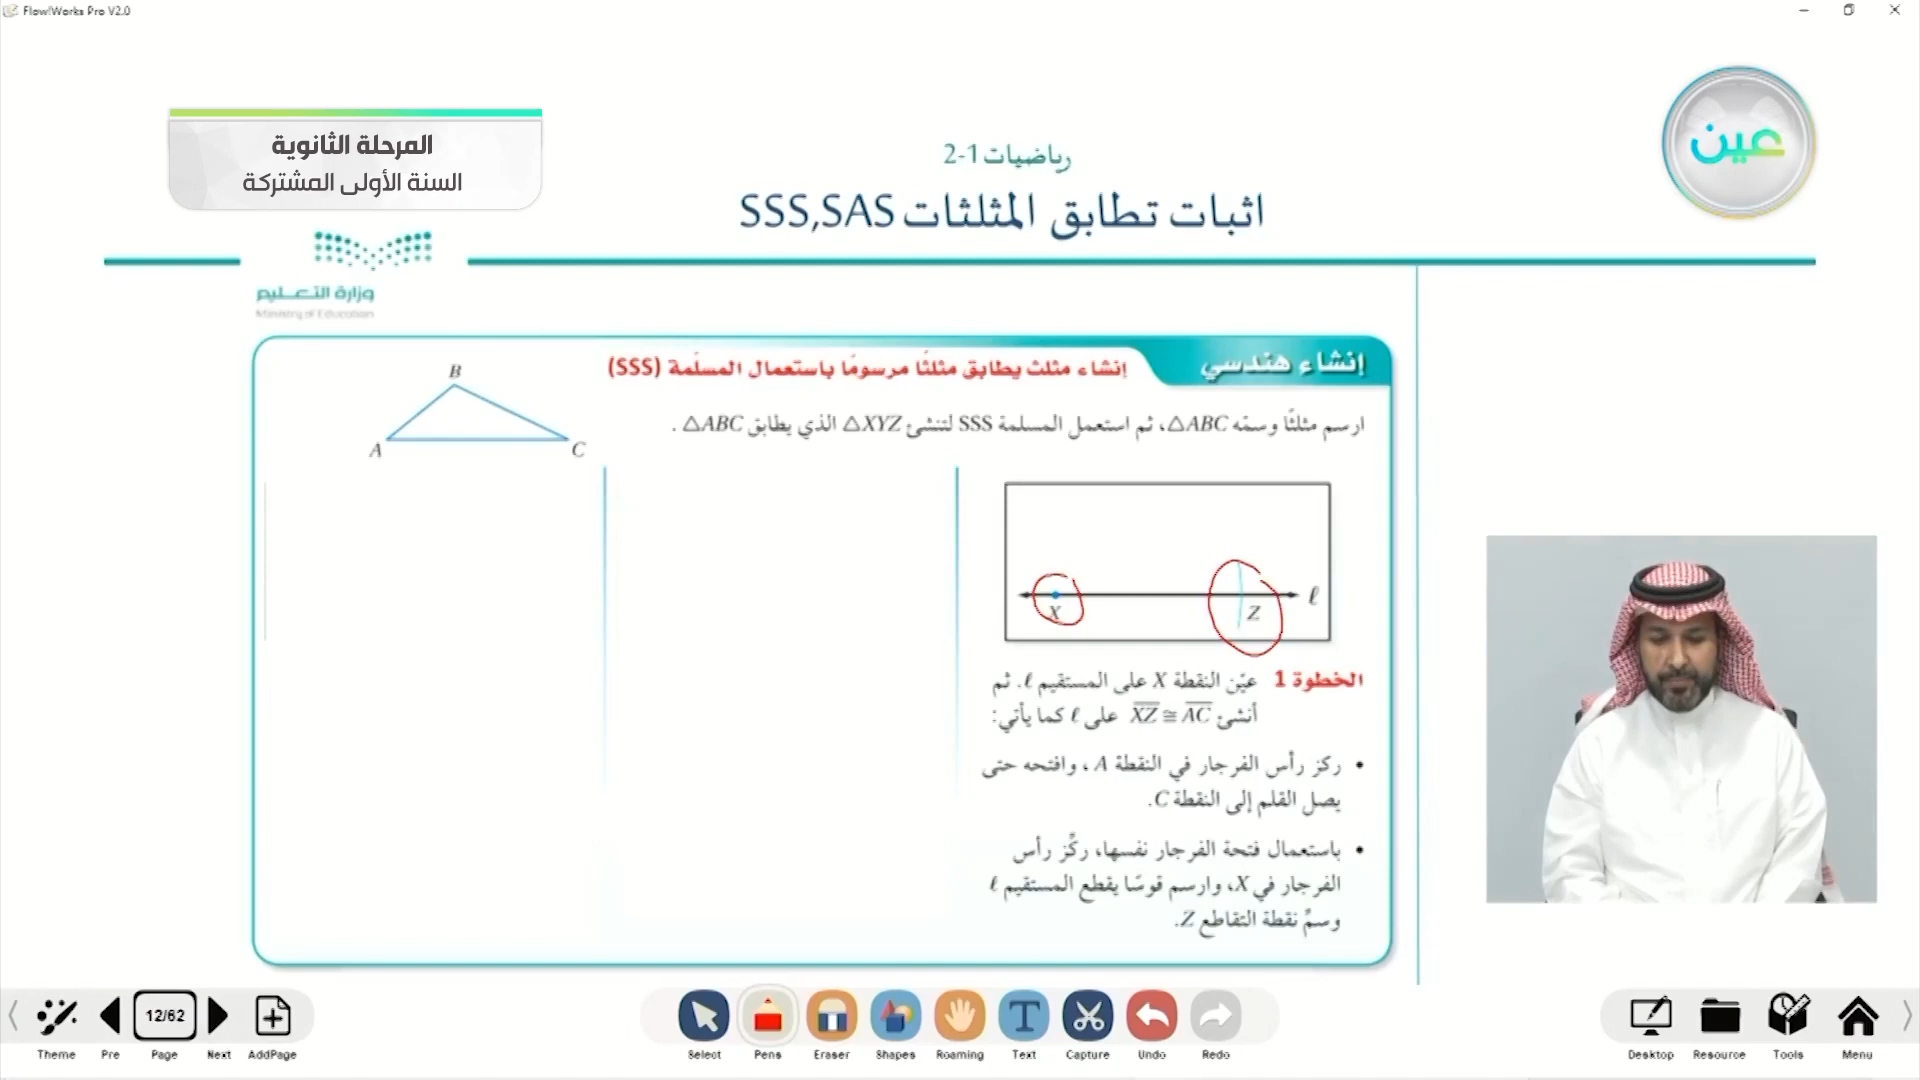 Flow!Works Pro V2.0
المرحلة الثانوية
السنة الأولى المشتركة
رياضيات 1-2
اثبات تطابق المثلثات SSS,SAS
عين
وزارة التعليم
Ministry of Education
إنشاء هندسي
إنشاء مثلث يطابق مثلثًا مرسومًا باستعمال المسلّمة (SSS)
ارسم مثلثًا وسمّه △ABC، ثم استعمل المسلمة SSS لتنشئ △XYZ الذي يطابق △ABC .
B
A
C
X
Z
ℓ
الخطوة 1 عيّن النقطة X على المستقيم ℓ. ثم
أنشئ X̅Z̅ ≅ A̅C̅ على ℓ كما يأتي:
• ركز رأس الفرجار في النقطة A ، وافتحه حتى
يصل القلم إلى النقطة C.
• باستعمال فتحة الفرجار نفسها، ركّز رأس
الفرجار في X، وارسم قوسًا يقطع المستقيم ℓ
وسمِّ نقطة التقاطع Z.
12/62
Theme
Pre
Page
Next
AddPage
Select
Pens
Eraser
Shapes
Roaming
Text
Capture
Undo
Redo
Desktop
Resource
Tools
Menu